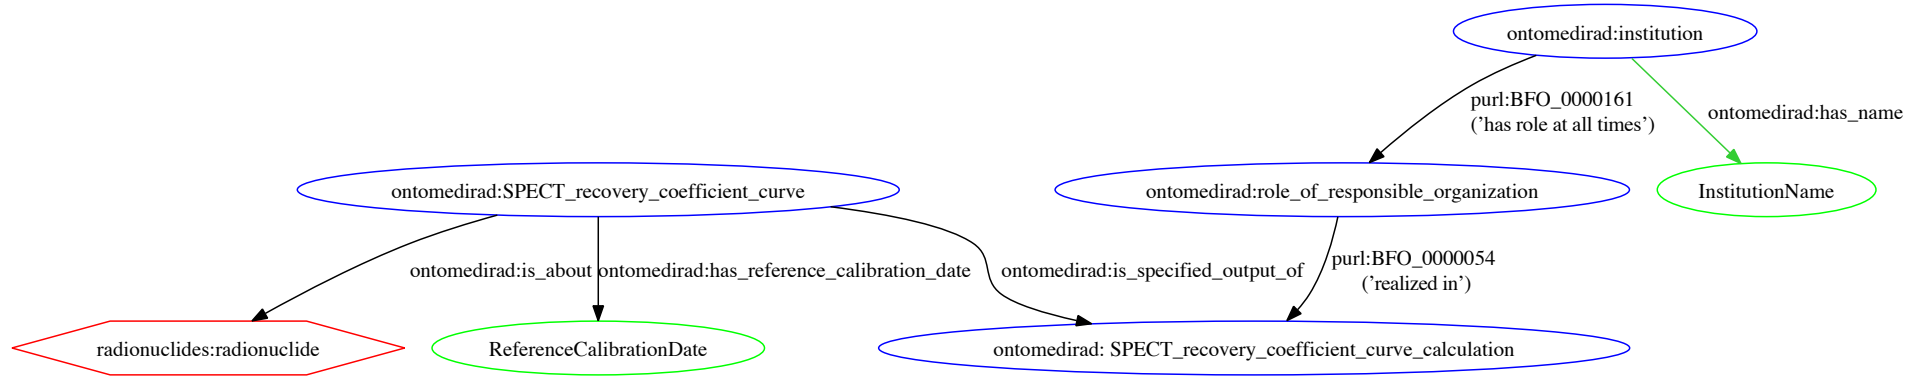 ontomedirad:institution
purl:BFO_0000161
(’has role at all times’)
ontomedirad:has_name
ontomedirad:SPECT_recovery_coefficient_curve
ontomedirad:role_of_responsible_organization
InstitutionName
ontomedirad:is_about
ontomedirad:has_reference_calibration_date
ontomedirad:is_specified_output_of
purl:BFO_0000054
(’realized in’)
radionuclides:radionuclide
ReferenceCalibrationDate
ontomedirad: SPECT_recovery_coefficient_curve_calculation